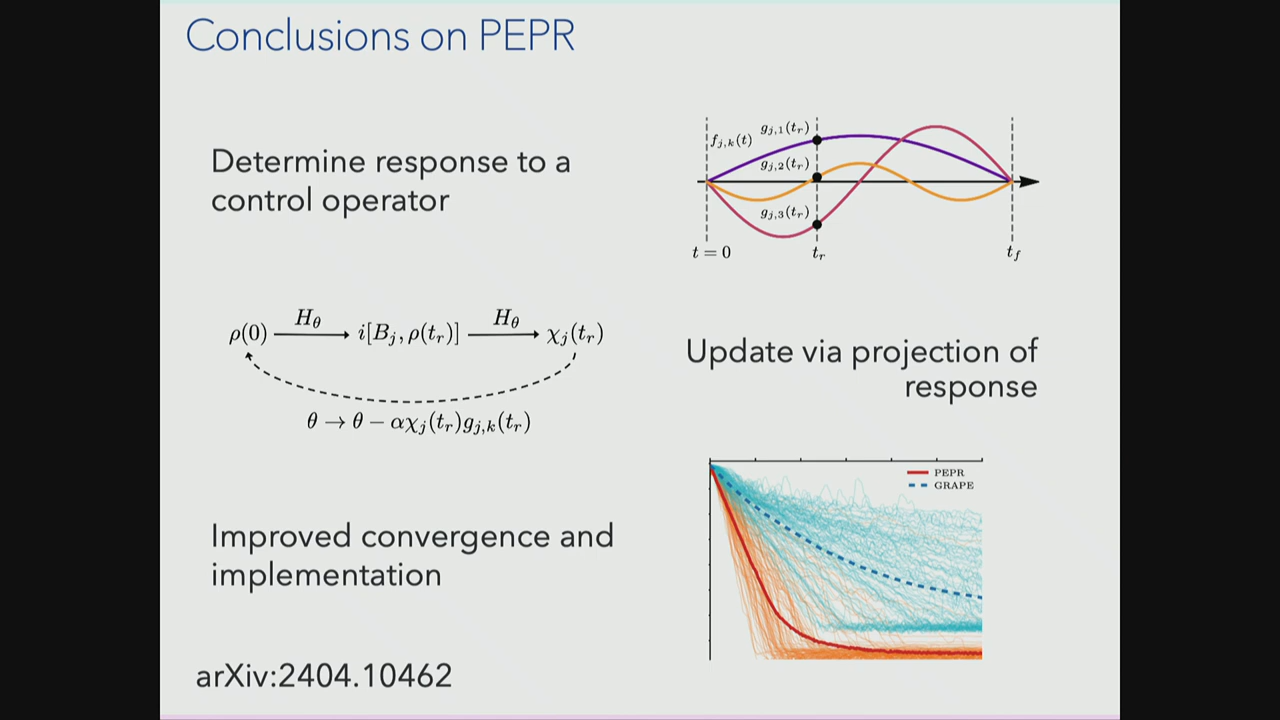 Conclusions on PEPR
Determine response to a
control operator
f_{j,k}(t)
g_{j,1}(t_r)
g_{j,2}(t_r)
g_{j,3}(t_r)
t = 0
t_r
t_f
ρ(0) H_θ i[B_j, ρ(t_r)] H_θ χ_j(t_r)
θ → θ − αχ_j(t_r)g_{j,k}(t_r)
Update via projection of
response
PEPR
GRAPE
Improved convergence and
implementation
arXiv:2404.10462